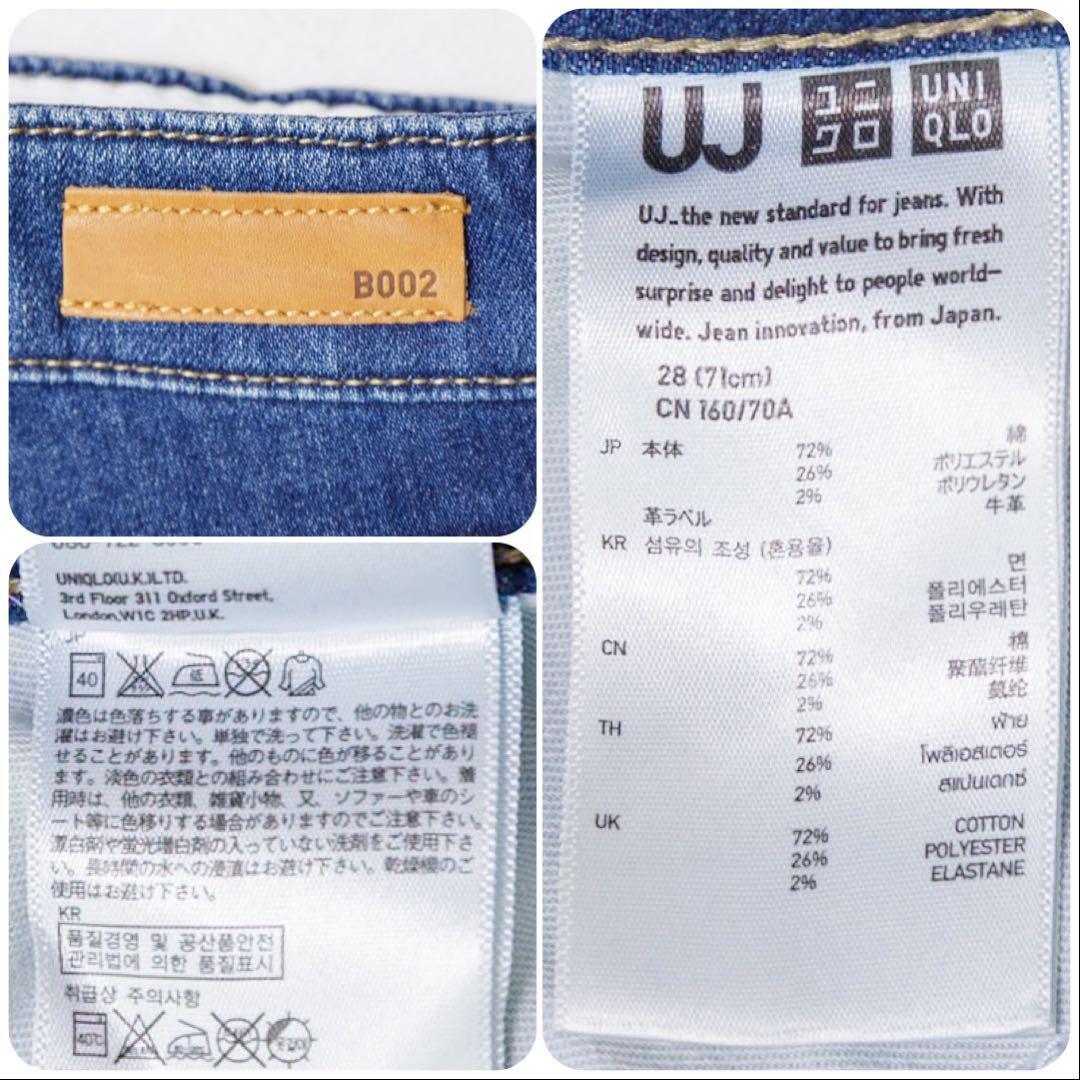 B002
UNIQLO(U.K)LTD.
3rd Floor 311 Oxford Street,
London,W1C 2HP,U.K.
JP
40
低
濃色は色落ちする事がありますので、他の物とのお洗
濯はお避け下さい。単独で洗って下さい。洗濯で色褪
せることがあります。他のものに色が移ることがあり
ます。淡色の衣類との組み合わせにご注意下さい。着
用時は、他の衣類、雑貨小物、又、ソファーや車のシ
ート等に色移りする場合がありますのでご注意下さい。
漂白剤や蛍光増白剤の入っていない洗剤をご使用下さ
い。長時間の水への浸漬はお避け下さい。乾燥機のご
使用はお避け下さい。
KR
품질경영 및 공산품안전
관리법에 의한 품질표시
취급상 주의사항
40℃
UJ ユニクロ UNIQLO
UJ_the new standard for jeans. With
design, quality and value to bring fresh
surprise and delight to people world-
wide. Jean innovation, from Japan.
28 (71cm)
CN 160/70A
JP 本体 72% 綿
26% ポリエステル
2% ポリウレタン
革ラベル 牛革
KR 섬유의 조성 (혼용율)
72% 면
26% 폴리에스터
2% 폴리우레탄
CN 72% 棉
26% 聚酯纤维
2% 氨纶
TH 72% ฝ้าย
26% โพลีเอสเตอร์
2% สแปนเดกซ์
UK 72% COTTON
26% POLYESTER
2% ELASTANE